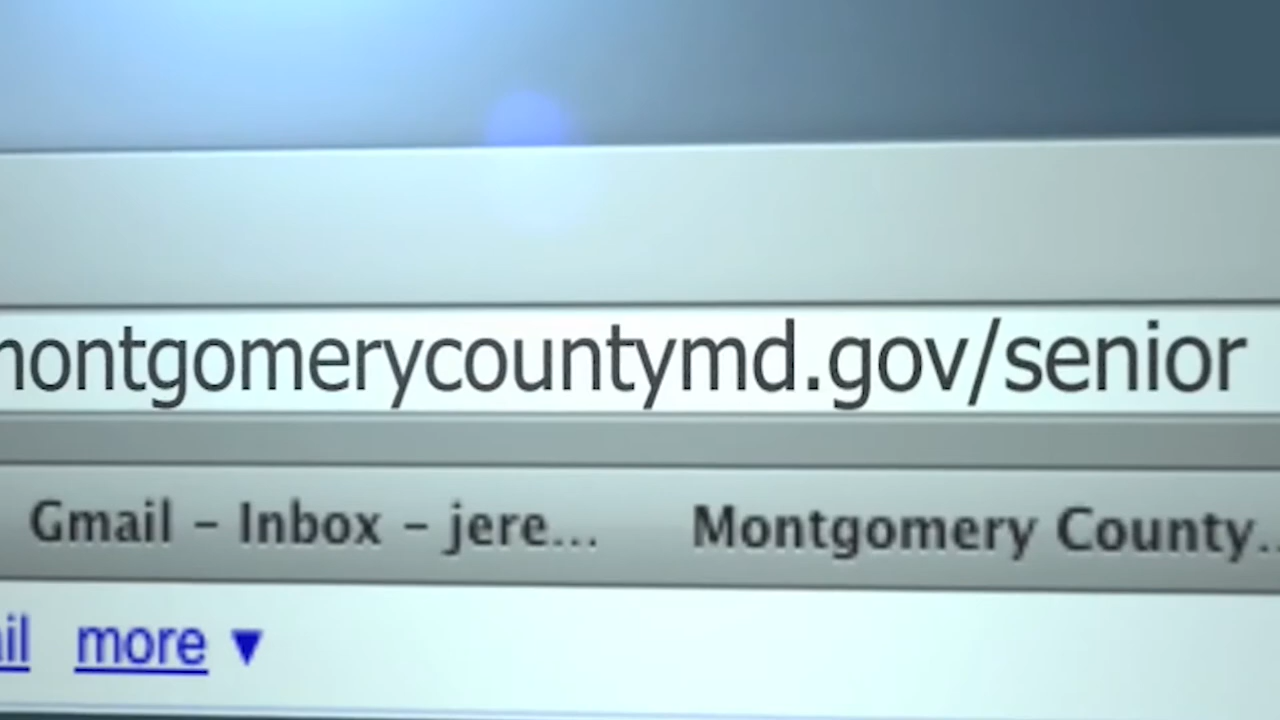 montgomerycountymd.gov/senior
Gmail – Inbox – jere... Montgomery County...
more ▼